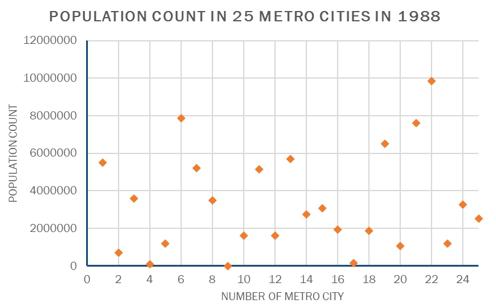 POPULATION COUNT IN 25 METRO CITIES IN 1988
12000000
10000000
8000000
6000000
4000000
2000000
0
POPULATION COUNT
0 2 4 6 8 10 12 14 16 18 20 22 24
NUMBER OF METRO CITY